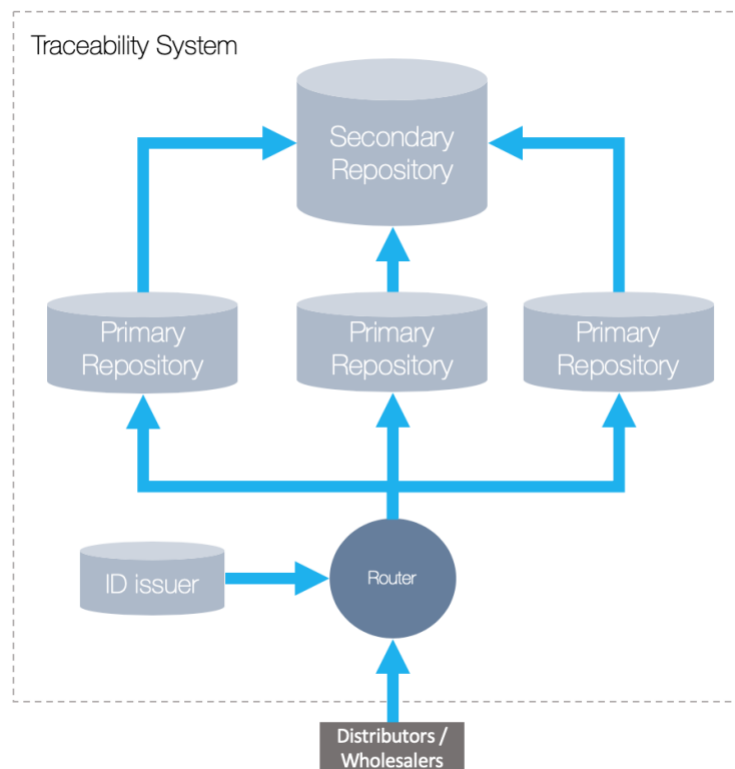 Traceability System
Secondary
Repository
Primary
Repository
Primary
Repository
Primary
Repository
ID issuer
Router
Distributors /
Wholesalers